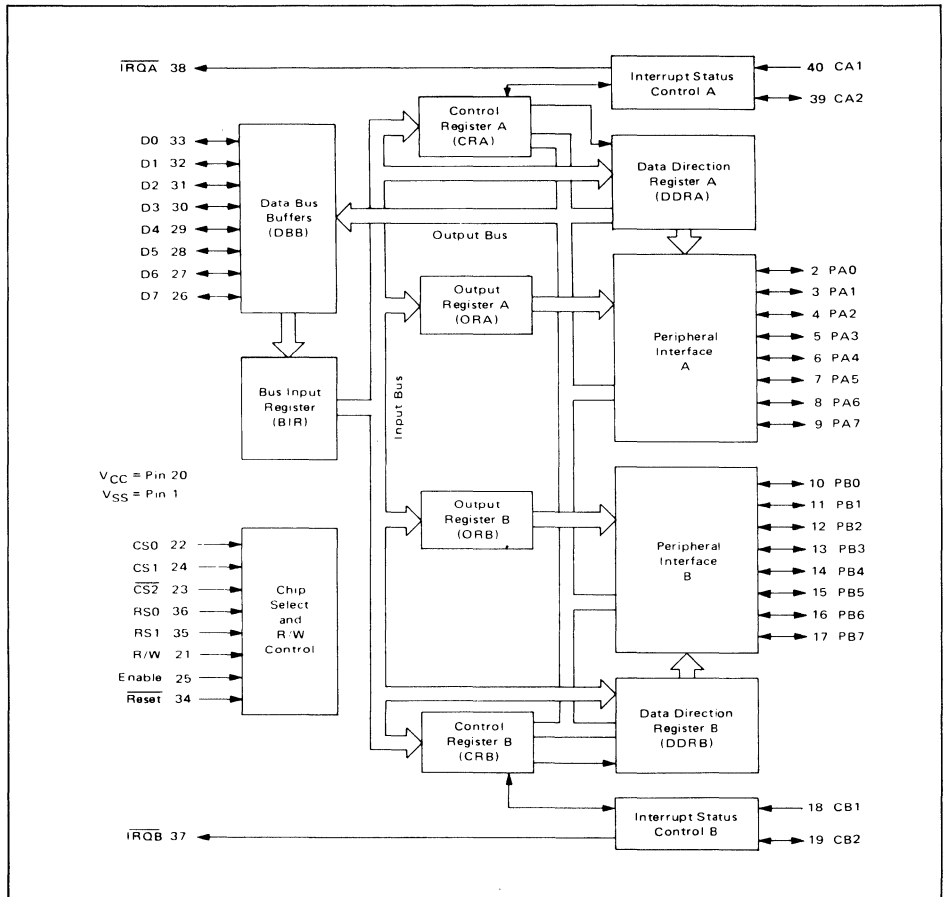 IRQA 38
Interrupt Status
Control A
40 CA1
39 CA2
Control
Register A
(CRA)
D0 33
D1 32
D2 31
D3 30
D4 29
D5 28
D6 27
D7 26
Data Bus
Buffers
(DBB)
Data Direction
Register A
(DDRA)
Output Bus
Output
Register A
(ORA)
Peripheral
Interface
A
2 PA0
3 PA1
4 PA2
5 PA3
6 PA4
7 PA5
8 PA6
9 PA7
Bus Input
Register
(BIR)
Input Bus
VCC = Pin 20
VSS = Pin 1
Output
Register B
(ORB)
Peripheral
Interface
B
10 PB0
11 PB1
12 PB2
13 PB3
14 PB4
15 PB5
16 PB6
17 PB7
CS0 22
CS1 24
CS2 23
RS0 36
RS1 35
R/W 21
Enable 25
Reset 34
Chip
Select
and
R/W
Control
Control
Register B
(CRB)
Data Direction
Register B
(DDRB)
IRQB 37
Interrupt Status
Control B
18 CB1
19 CB2